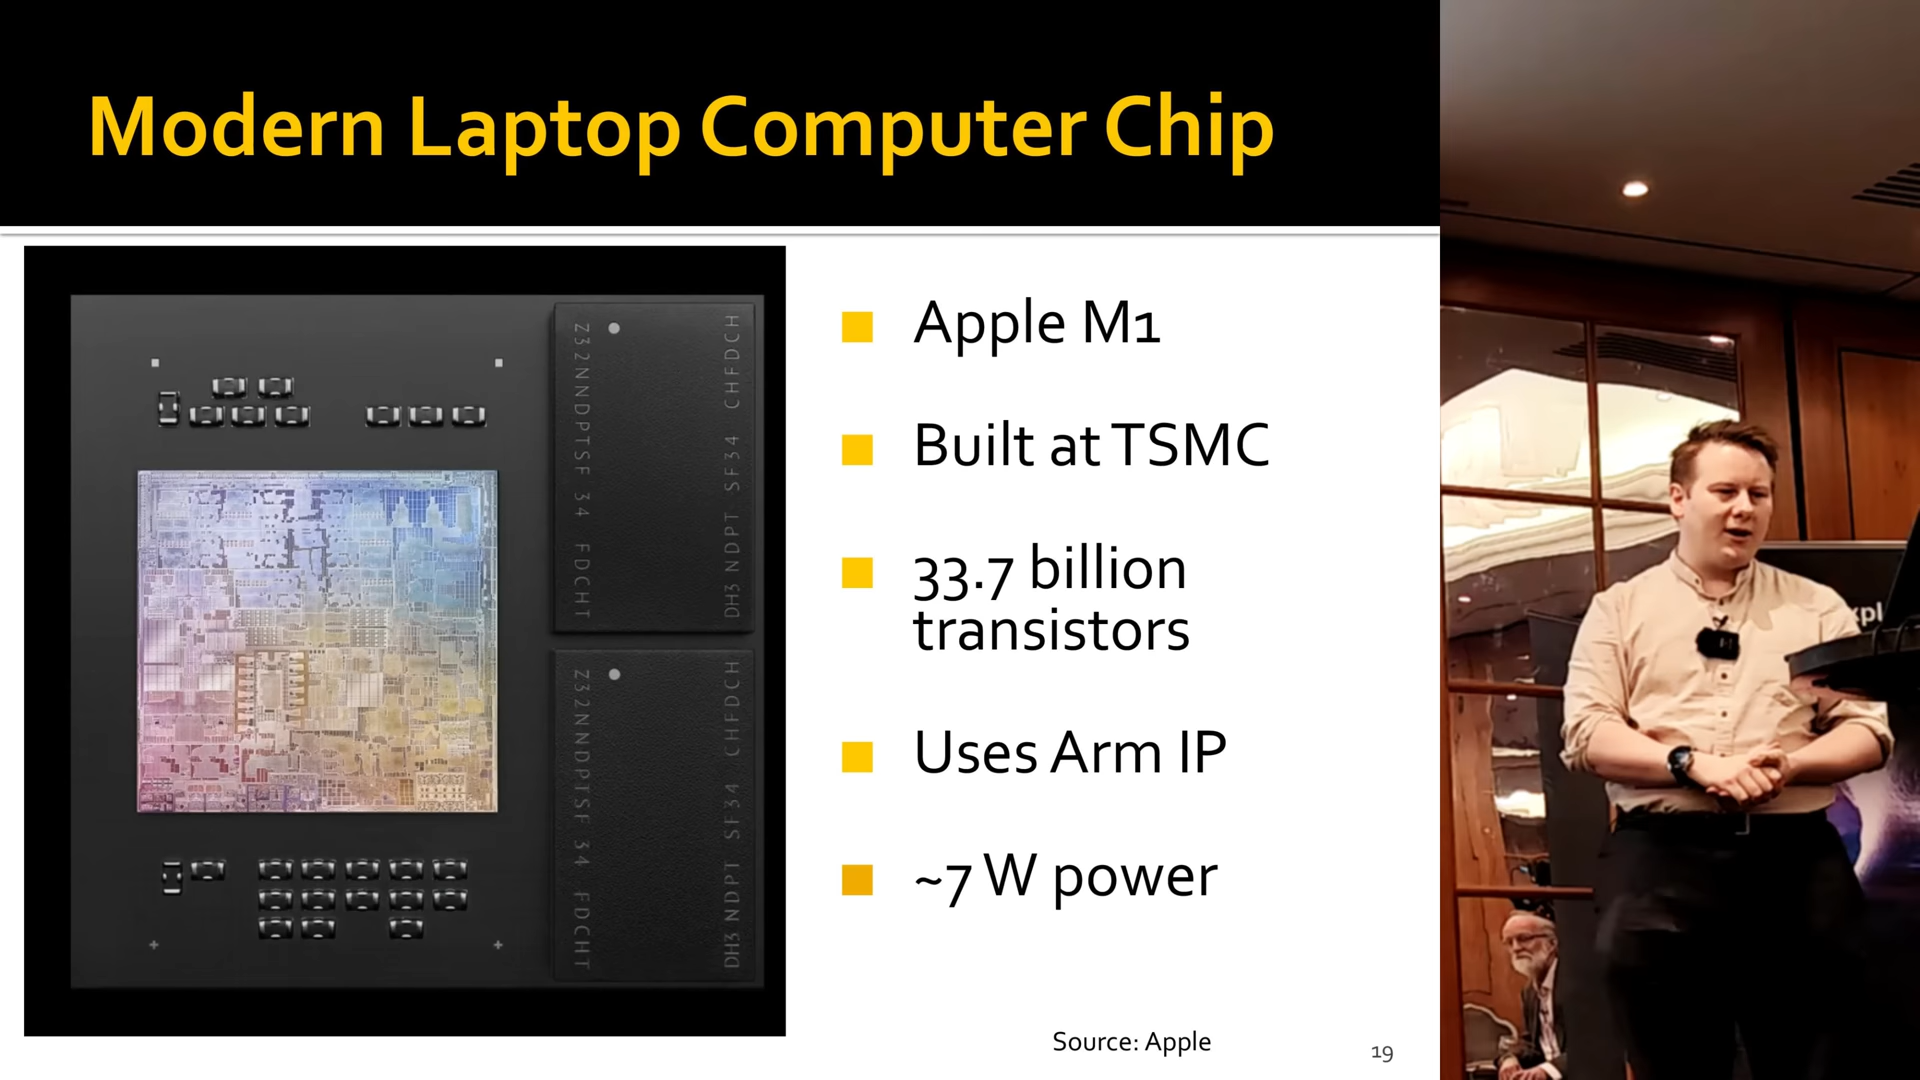 Modern Laptop Computer Chip
Apple M1
Built at TSMC
33.7 billion
transistors
Uses Arm IP
~7 W power
Source: Apple
19
Z32NNDPTSF 34 FDCHT
DH3 NDPT SF34 CHFDCH
Z32NNDPTSF 34 FDCHT
DH3 NDPT SF34 CHFDCH
xpl